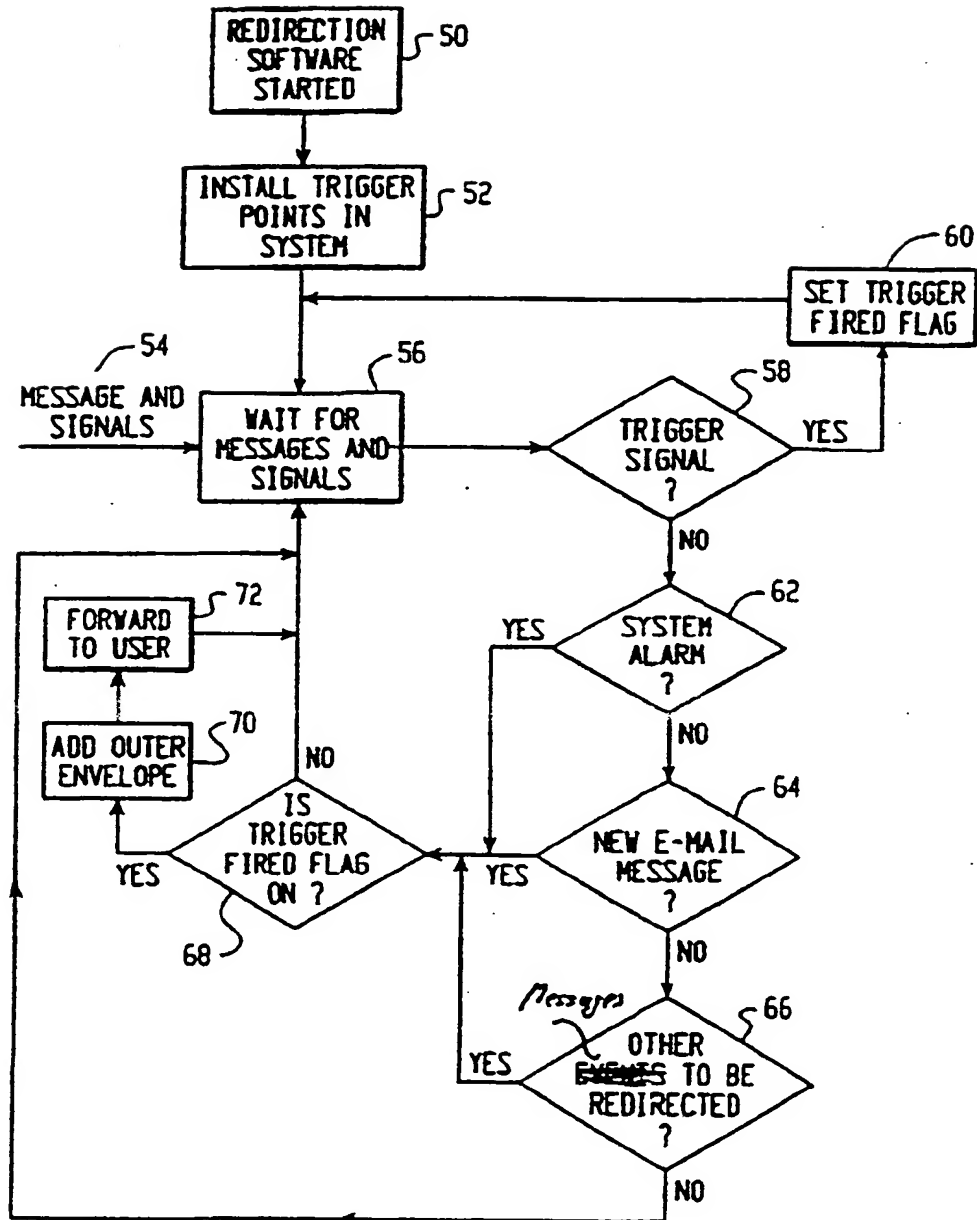 REDIRECTION
SOFTWARE
STARTED
50
INSTALL TRIGGER
POINTS IN
SYSTEM
52
60
SET TRIGGER
FIRED FLAG
54
MESSAGE AND
SIGNALS
56
WAIT FOR
MESSAGES AND
SIGNALS
58
TRIGGER
SIGNAL
?
YES
NO
62
SYSTEM
ALARM
?
YES
NO
72
FORWARD
TO USER
70
ADD OUTER
ENVELOPE
NO
IS
TRIGGER
FIRED FLAG
ON ?
YES
68
64
NEW E-MAIL
MESSAGE
?
YES
NO
Messages
66
OTHER
EVENTS TO BE
REDIRECTED
?
YES
NO